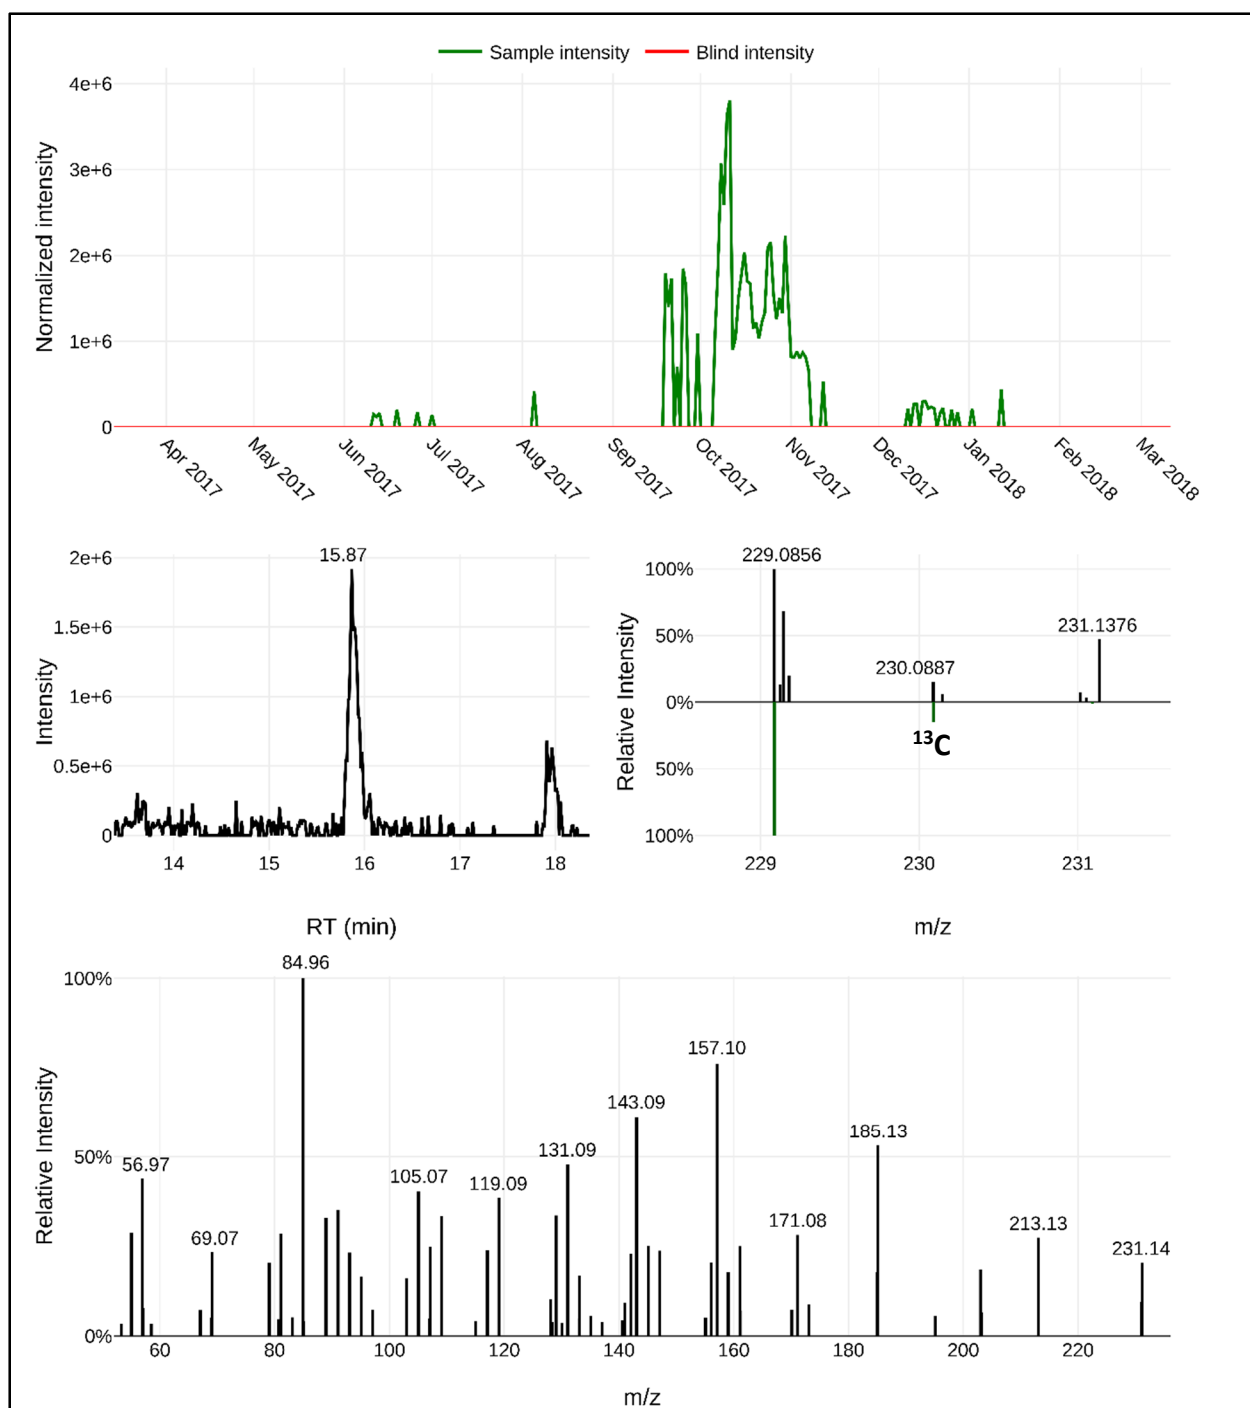 Sample intensity Blind intensity
Normalized intensity
4e+6
3e+6
2e+6
1e+6
0
Apr 2017 May 2017 Jun 2017 Jul 2017 Aug 2017 Sep 2017 Oct 2017 Nov 2017 Dec 2017 Jan 2018 Feb 2018 Mar 2018
Intensity
2e+6
1.5e+6
1e+6
0.5e+6
0
15.87
14 15 16 17 18
RT (min)
Relative Intensity
100%
50%
0%
50%
100%
229.0856
230.0887
231.1376
13C
229 230 231
m/z
Relative Intensity
100%
50%
0%
56.97
69.07
84.96
105.07
119.09
131.09
143.09
157.10
171.08
185.13
213.13
231.14
60 80 100 120 140 160 180 200 220
m/z